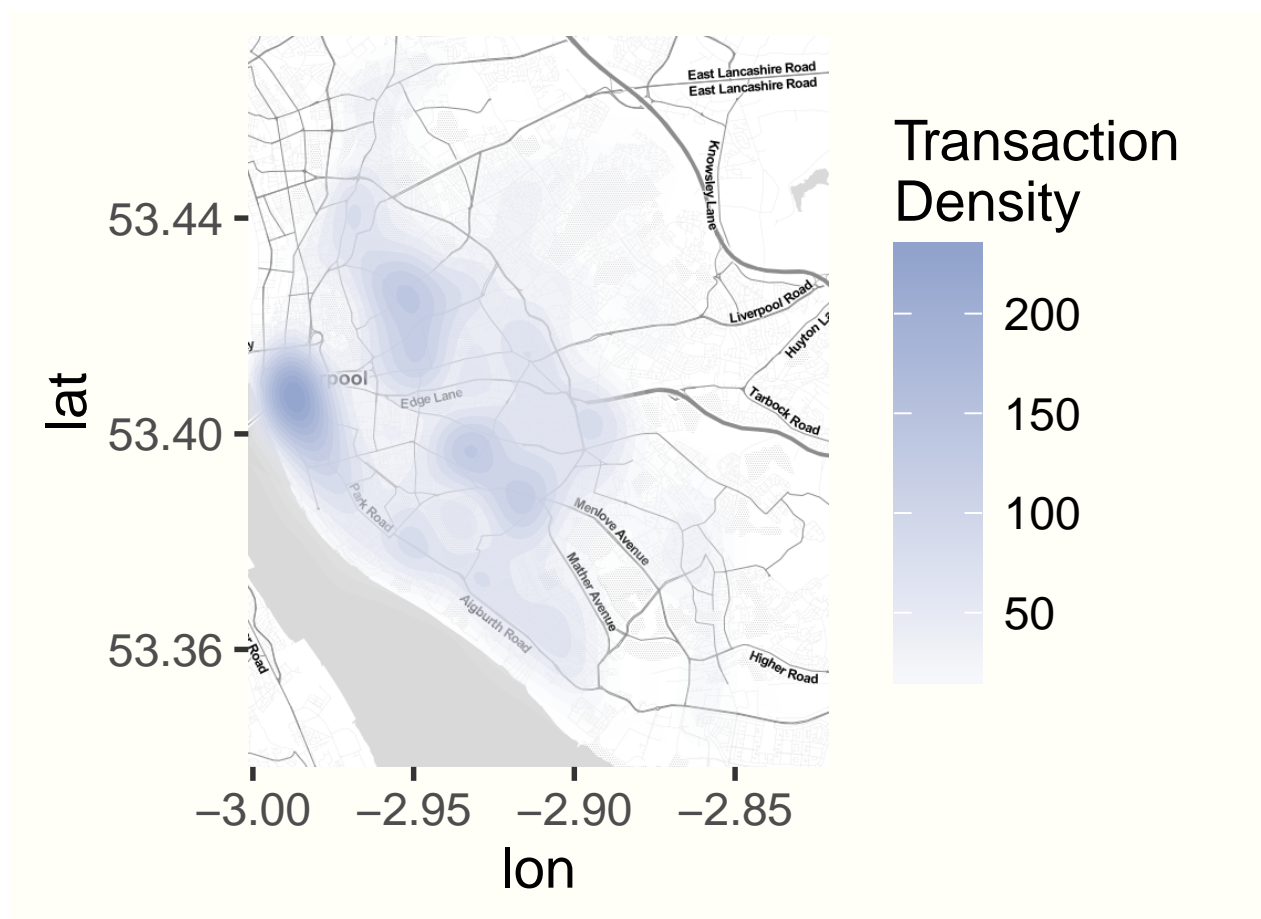 East Lancashire Road
East Lancashire Road
Knowsley Lane
53.44
Liverpool Road
pool
Edge Lane
Tarbock Road
53.40
Park Road
Menlove Avenue
Mather Avenue
Aigburth Road
53.36
Road
Higher Road
lat
−3.00 −2.95 −2.90 −2.85
lon
Transaction
Density
200
150
100
50